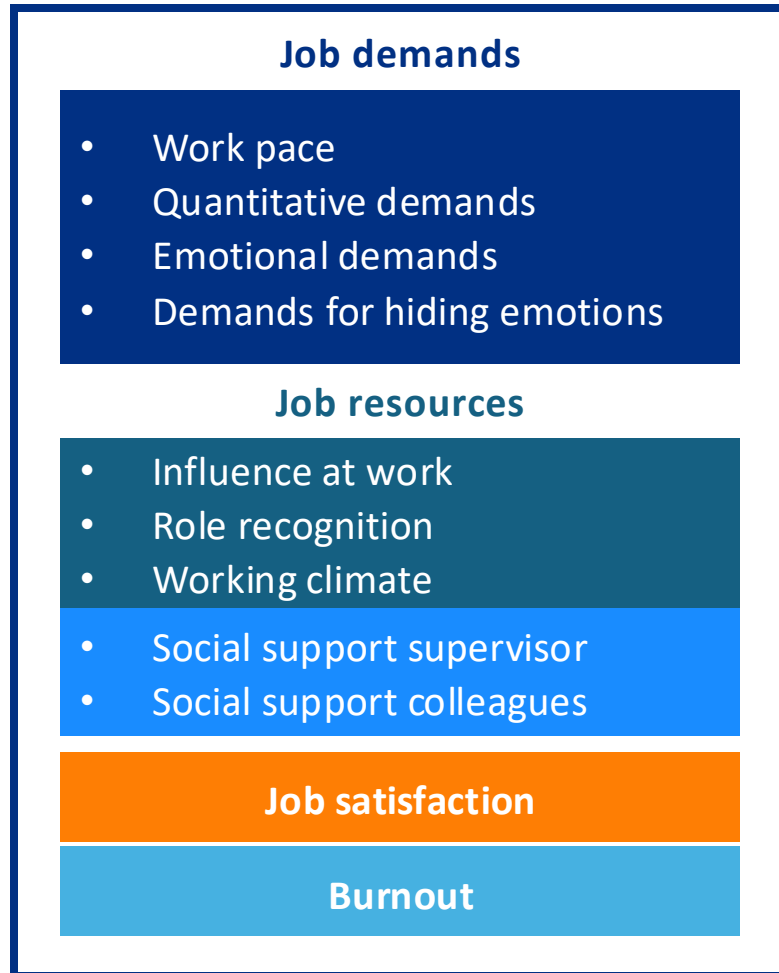 Job demands
• Work pace
• Quantitative demands
• Emotional demands
• Demands for hiding emotions
Job resources
• Influence at work
• Role recognition
• Working climate
• Social support supervisor
• Social support colleagues
Job satisfaction
Burnout